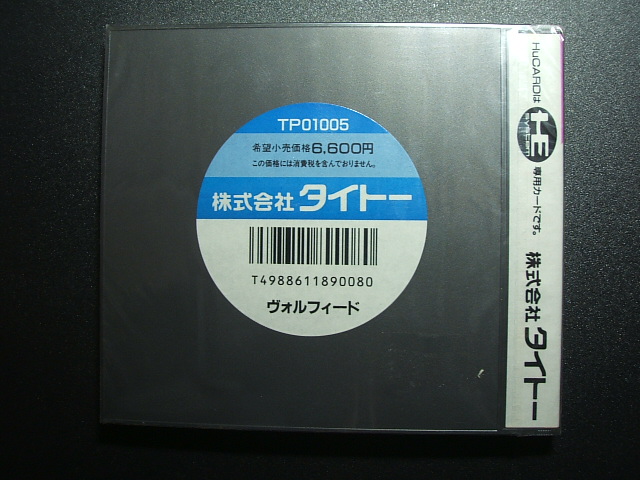 TP01005
希望小売価格6,600円
この価格には消費税を含んでおりません。
株式会社 タイトー
T4988611890080
ヴォルフィード
HuCARDは HE SYSTEM 専用カードです。 株式会社 タイトー